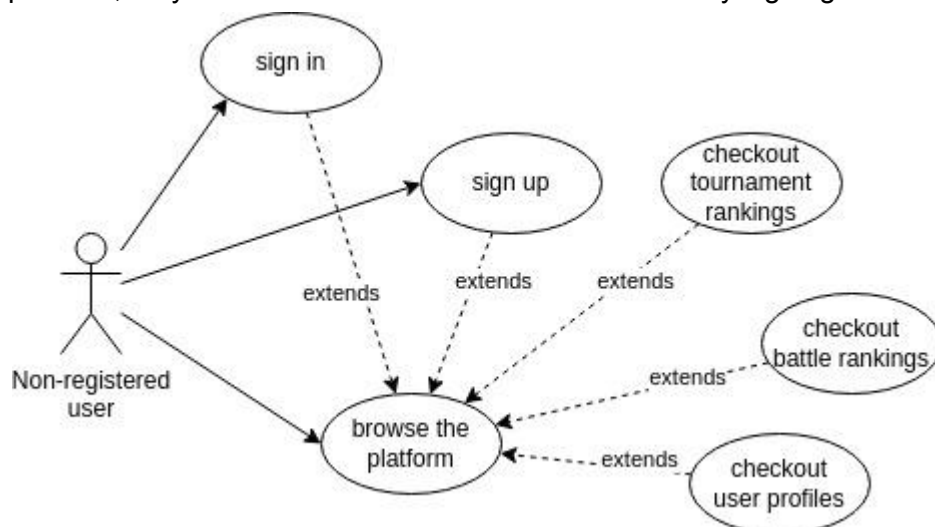 sign in
sign up
checkout
tournament
rankings
extends
extends
extends
checkout
battle rankings
extends
Non-registered
user
browse the
platform
extends
checkout
user profiles